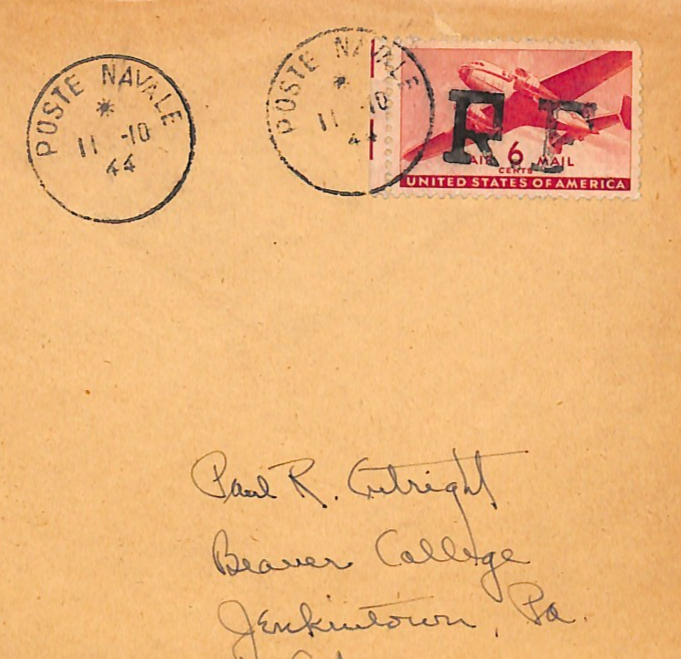 POSTE NAVALE
11 -10
44
POSTE NAVALE
11 -10
44
R.F
AIR 6 MAIL
CENTS
UNITED STATES OF AMERICA
Paul R. Cutright
Beaver College
Jenkintown, Pa.